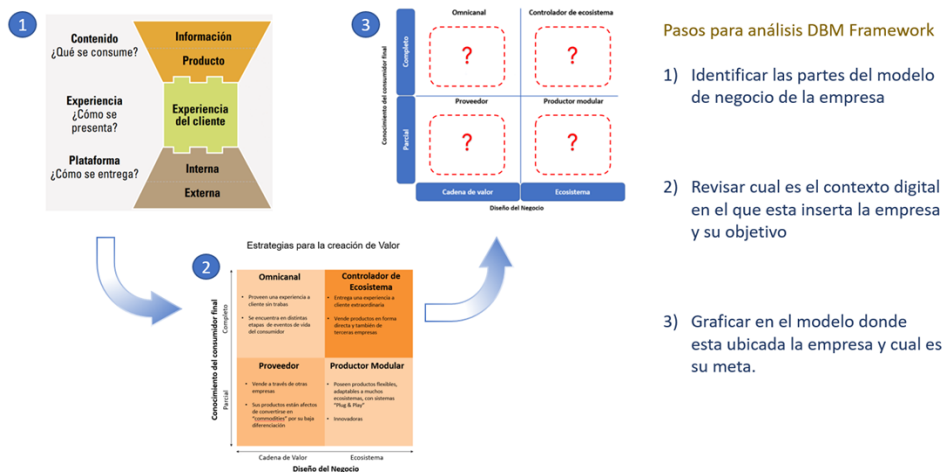 1
Contenido
¿Qué se consume?
Información
Producto
Experiencia
¿Cómo se
presenta?
Experiencia
del cliente
Plataforma
¿Cómo se entrega?
Interna
Externa
3
Conocimiento del consumidor final
Completo
Parcial
Omnicanal
?
Controlador de ecosistema
?
Proveedor
?
Productor modular
?
Cadena de valor
Ecosistema
Diseño del Negocio
Estrategias para la creación de Valor
2
Conocimiento del consumidor final
Completo
Parcial
Omnicanal
• Proveen una experiencia a
cliente sin trabas
• Se encuentra en distintas
etapas de eventos de vida
del consumidor
Controlador de
Ecosistema
• Entrega una experiencia a
cliente extraordinaria
• Vende productos en forma
directa y también de
terceras empresas
Proveedor
• Vende a través de otras
empresas
• Sus productos están afectos
de convertirse en
"commodities" por su baja
diferenciación
Productor Modular
• Poseen productos flexibles,
adaptables a muchos
ecosistemas, con sistemas
"Plug & Play"
• Innovadoras
Cadena de Valor
Ecosistema
Diseño del Negocio
Pasos para análisis DBM Framework
1) Identificar las partes del modelo
de negocio de la empresa
2) Revisar cual es el contexto digital
en el que esta inserta la empresa
y su objetivo
3) Graficar en el modelo donde
esta ubicada la empresa y cual es
su meta.